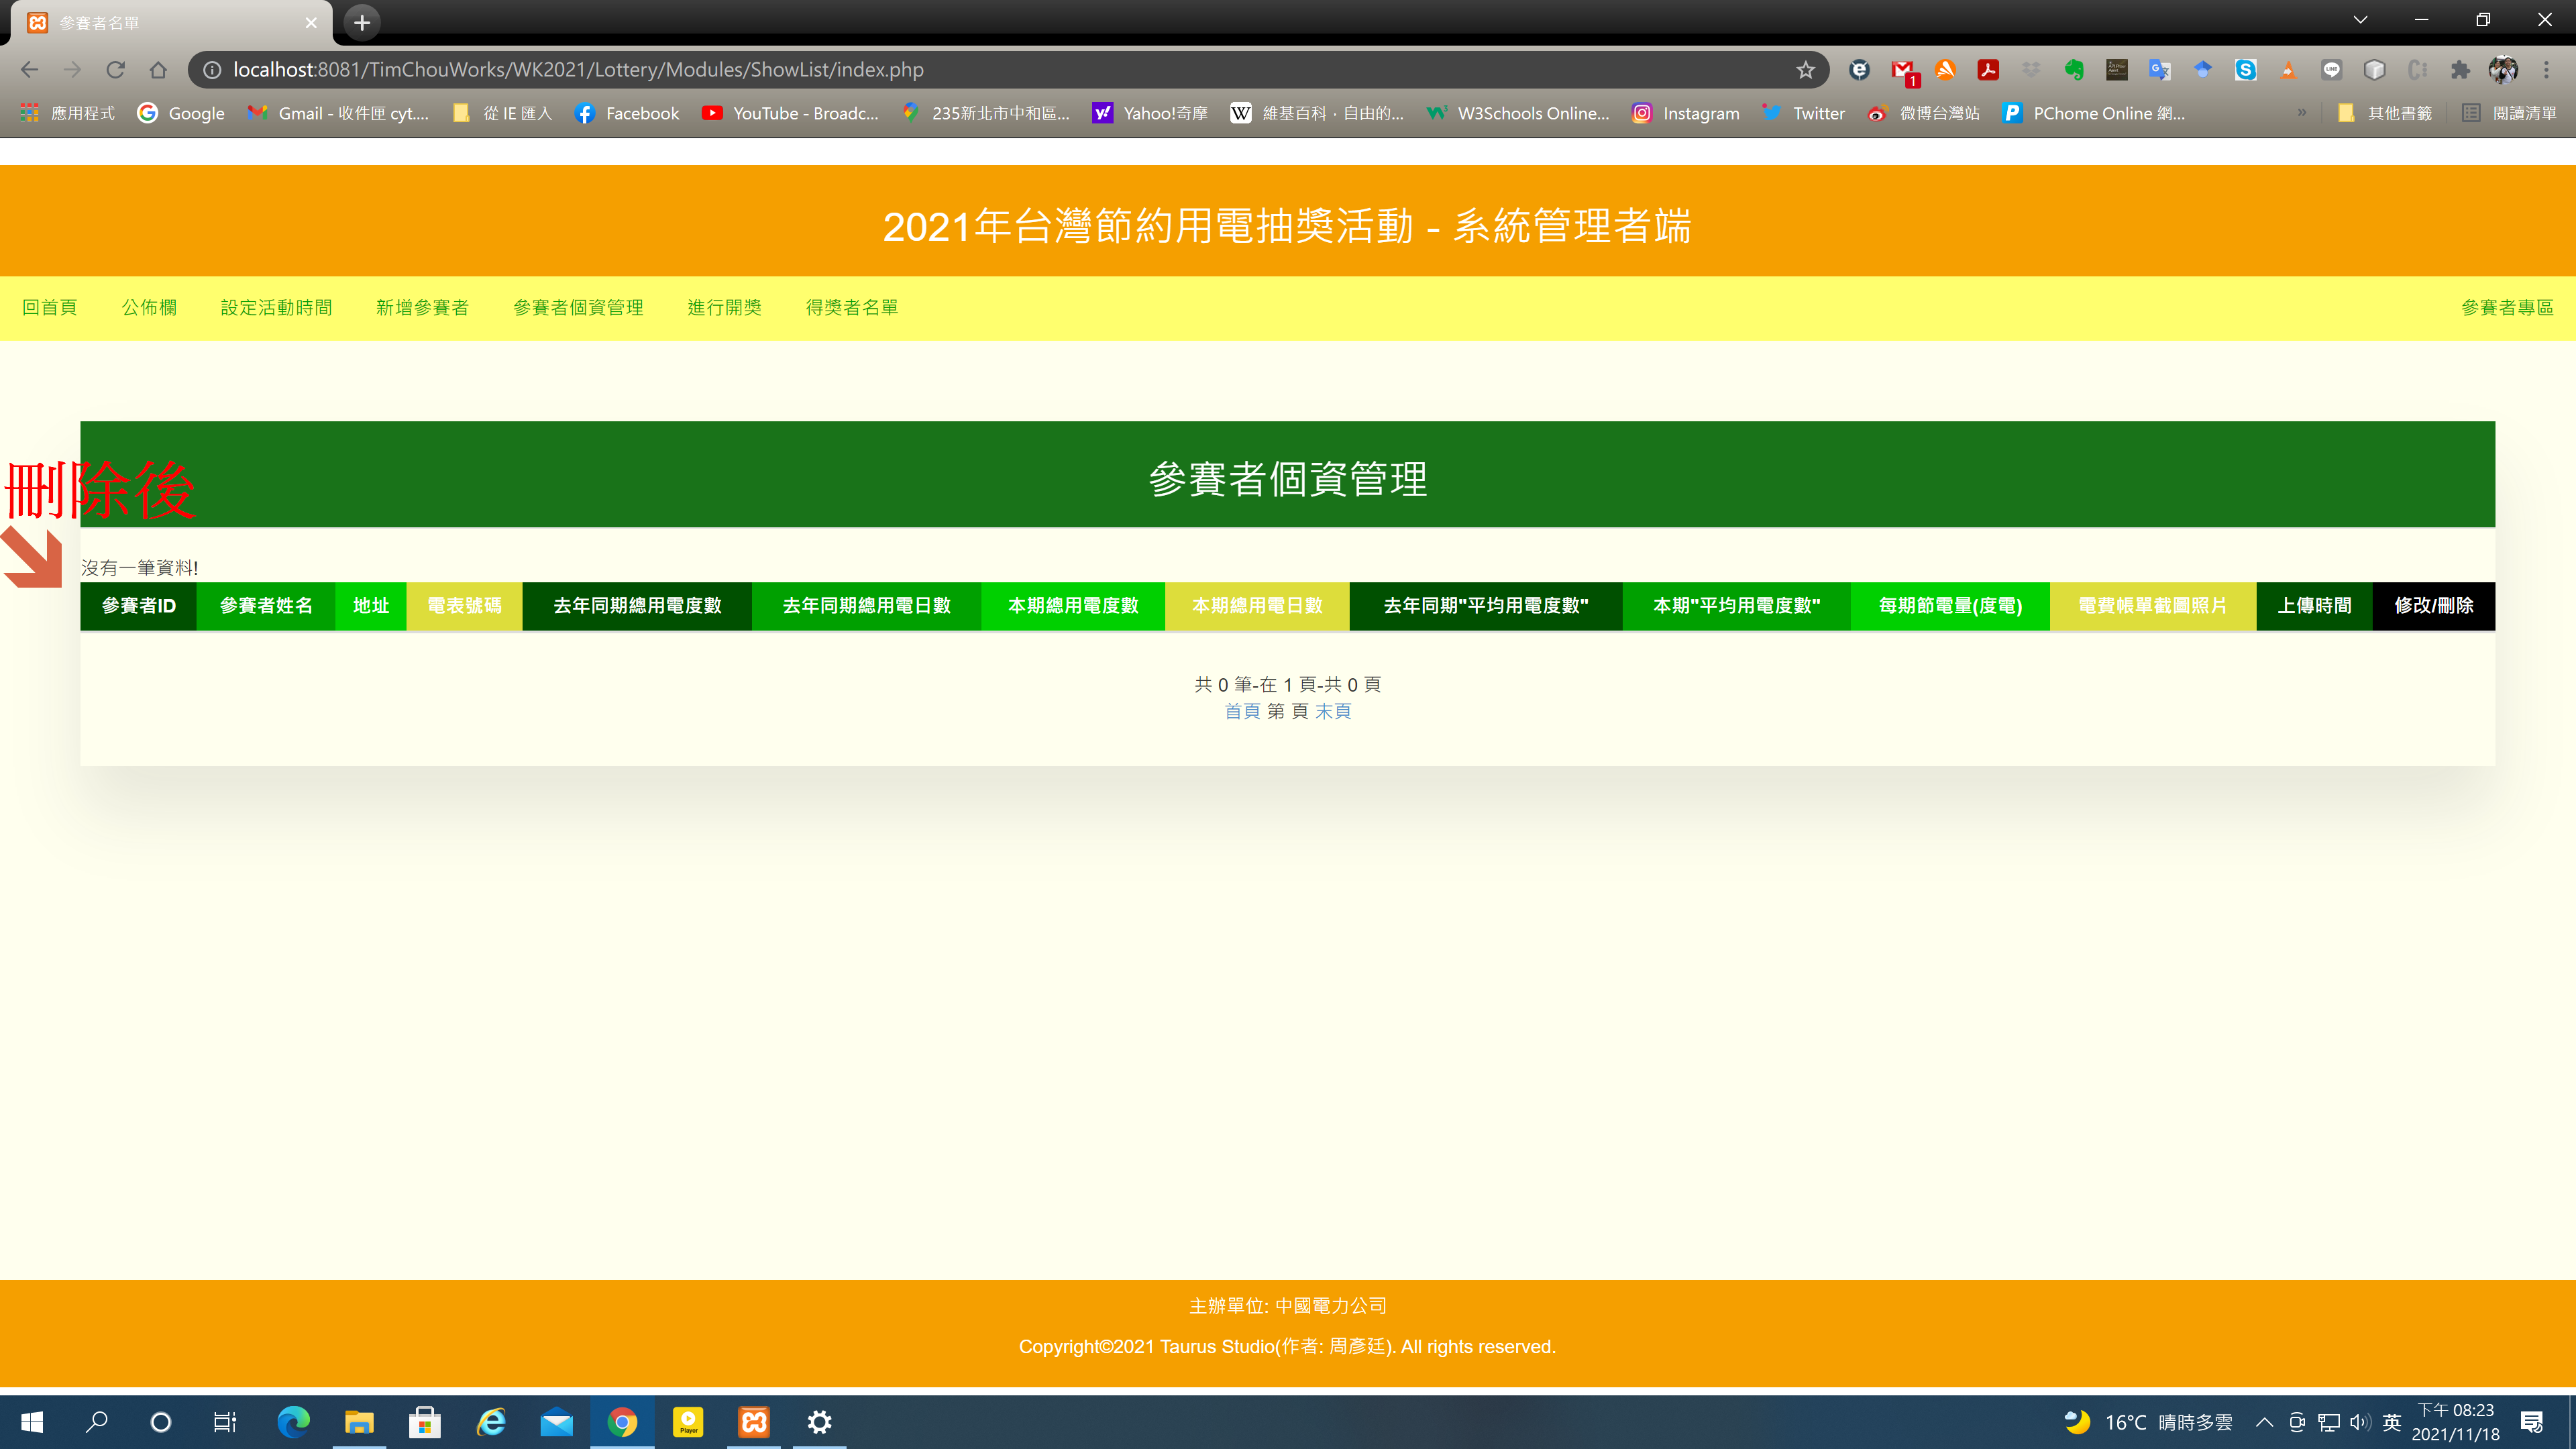 參賽者名單
localhost:8081/TimChouWorks/WK2021/Lottery/Modules/ShowList/index.php
1
應用程式 Google Gmail - 收件匣 cyt.... 從 IE 匯入 Facebook YouTube - Broadc... 235新北市中和區... Yahoo!奇摩 維基百科，自由的... W3Schools Online... Instagram Twitter 微博台灣站 PChome Online 網... » 其他書籤 閱讀清單
2021年台灣節約用電抽獎活動 - 系統管理者端
回首頁 公佈欄 設定活動時間 新增參賽者 參賽者個資管理 進行開獎 得獎者名單 參賽者專區
參賽者個資管理
刪除後
沒有一筆資料!
參賽者ID 參賽者姓名 地址 電表號碼 去年同期總用電度數 去年同期總用電日數 本期總用電度數 本期總用電日數 去年同期"平均用電度數" 本期"平均用電度數" 每期節電量(度電) 電費帳單截圖照片 上傳時間 修改/刪除
共 0 筆-在 1 頁-共 0 頁
首頁 第 頁 末頁
主辦單位: 中國電力公司
Copyright©2021 Taurus Studio(作者: 周彥廷). All rights reserved.
Player
16°C 晴時多雲 英 下午 08:23
2021/11/18